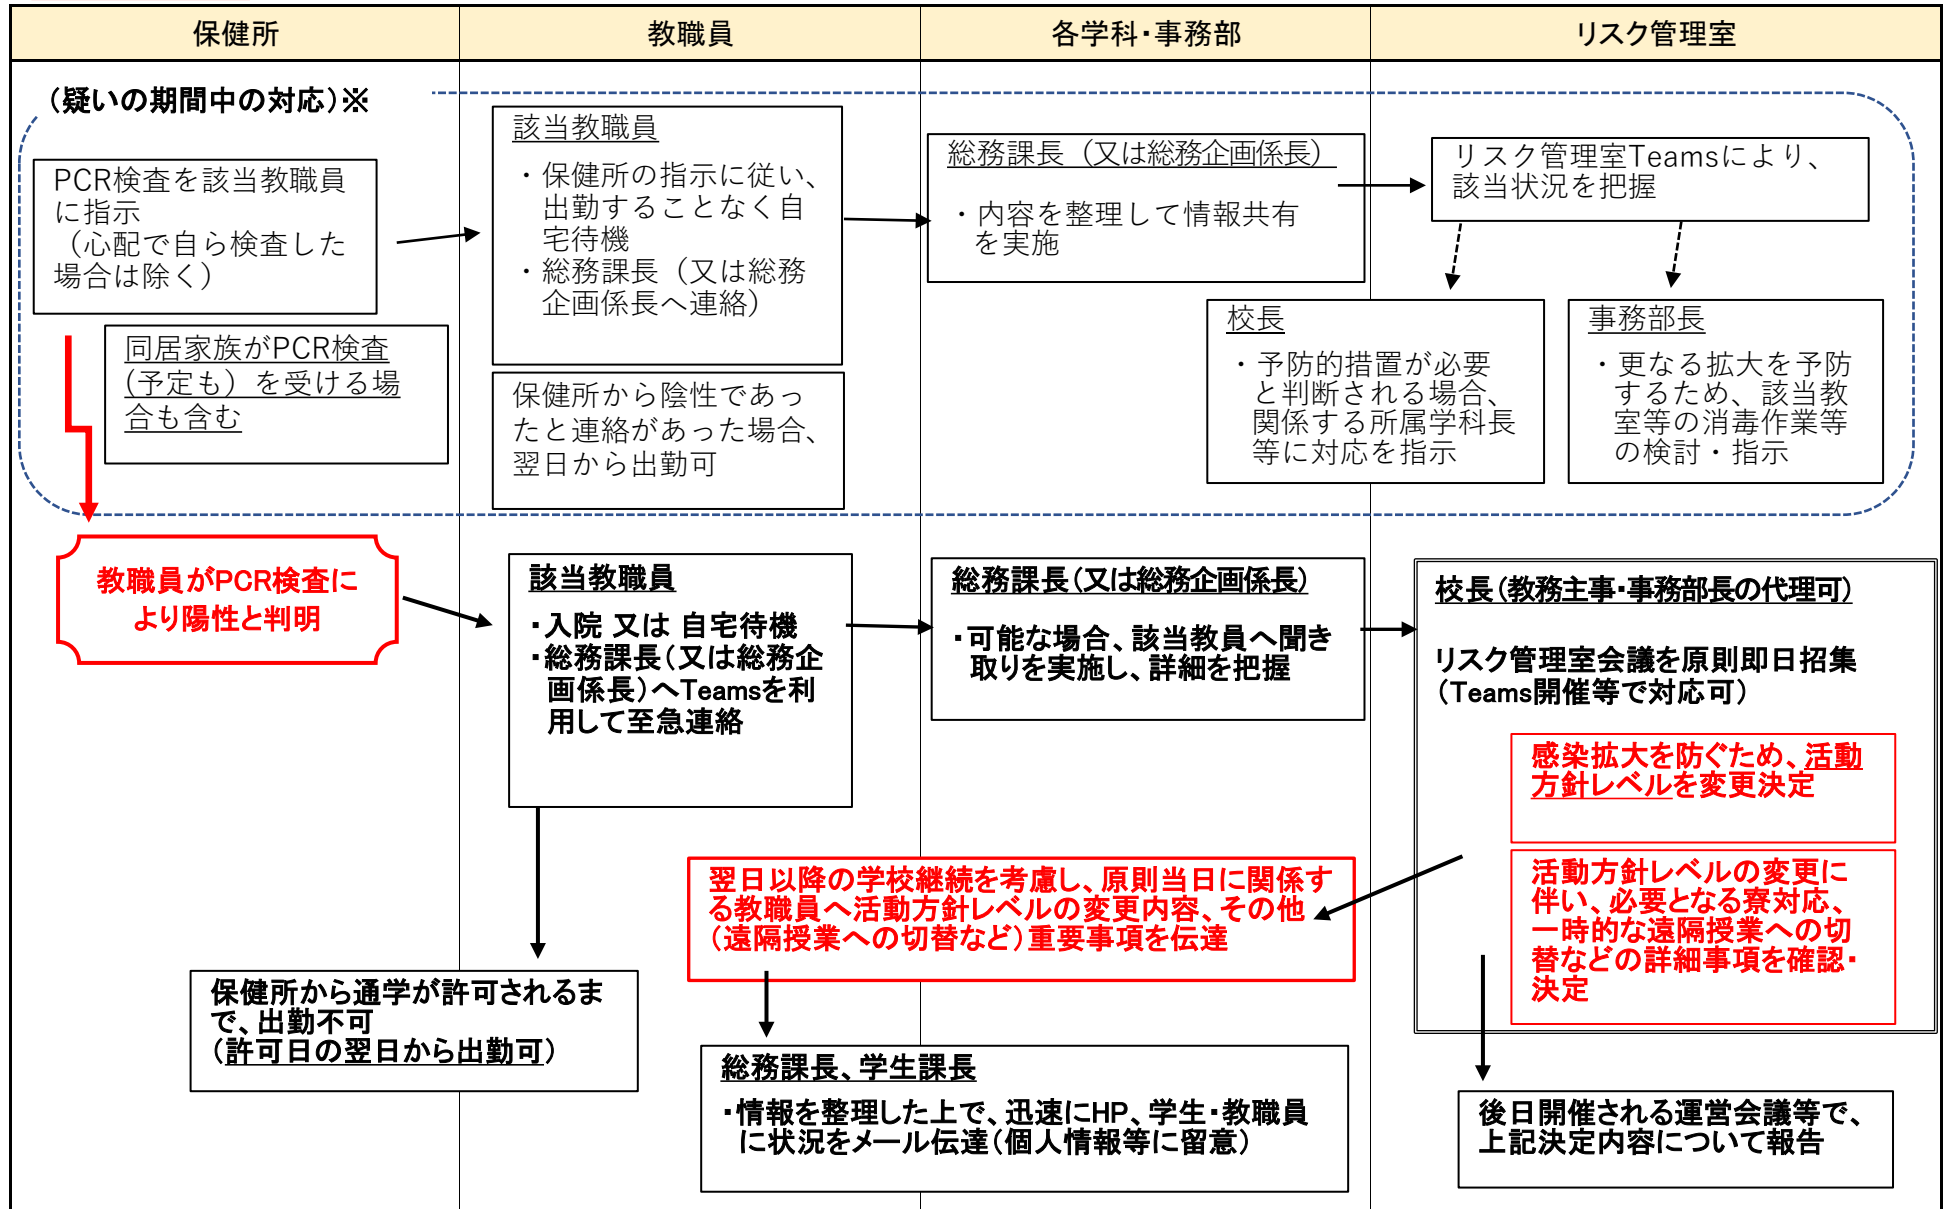 保健所
教職員
各学科・事務部
リスク管理室
(疑いの期間中の対応)※
PCR検査を該当教職員
に指示
(心配で自ら検査した
場合は除く)
同居家族がPCR検査
(予定も)を受ける場
合も含む
該当教職員
・保健所の指示に従い、
出勤することなく自
宅待機
・総務課長(又は総務
企画係長へ連絡)
保健所から陰性であっ
たと連絡があった場合、
翌日から出勤可
総務課長(又は総務企画係長)
・内容を整理して情報共有
を実施
リスク管理室Teamsにより、
該当状況を把握
校長
・予防的措置が必要
と判断される場合、
関係する所属学科長
等に対応を指示
事務部長
・更なる拡大を予防
するため、該当教
室等の消毒作業等
の検討・指示
教職員がPCR検査に
より陽性と判明
該当教職員
・入院 又は 自宅待機
・総務課長(又は総務企
画係長)へTeamsを利
用して至急連絡
総務課長(又は総務企画係長)
・可能な場合、該当教員へ聞き
取りを実施し、詳細を把握
校長(教務主事・事務部長の代理可)
リスク管理室会議を原則即日招集
(Teams開催等で対応可)
感染拡大を防ぐため、活動
方針レベルを変更決定
活動方針レベルの変更に
伴い、必要となる寮対応、
一時的な遠隔授業への切
替などの詳細事項を確認・
決定
翌日以降の学校継続を考慮し、原則当日に関係す
る教職員へ活動方針レベルの変更内容、その他
(遠隔授業への切替など)重要事項を伝達
保健所から通学が許可されるま
で、出勤不可
(許可日の翌日から出勤可)
総務課長、学生課長
・情報を整理した上で、迅速にHP、学生・教職員
に状況をメール伝達(個人情報等に留意)
後日開催される運営会議等で、
上記決定内容について報告